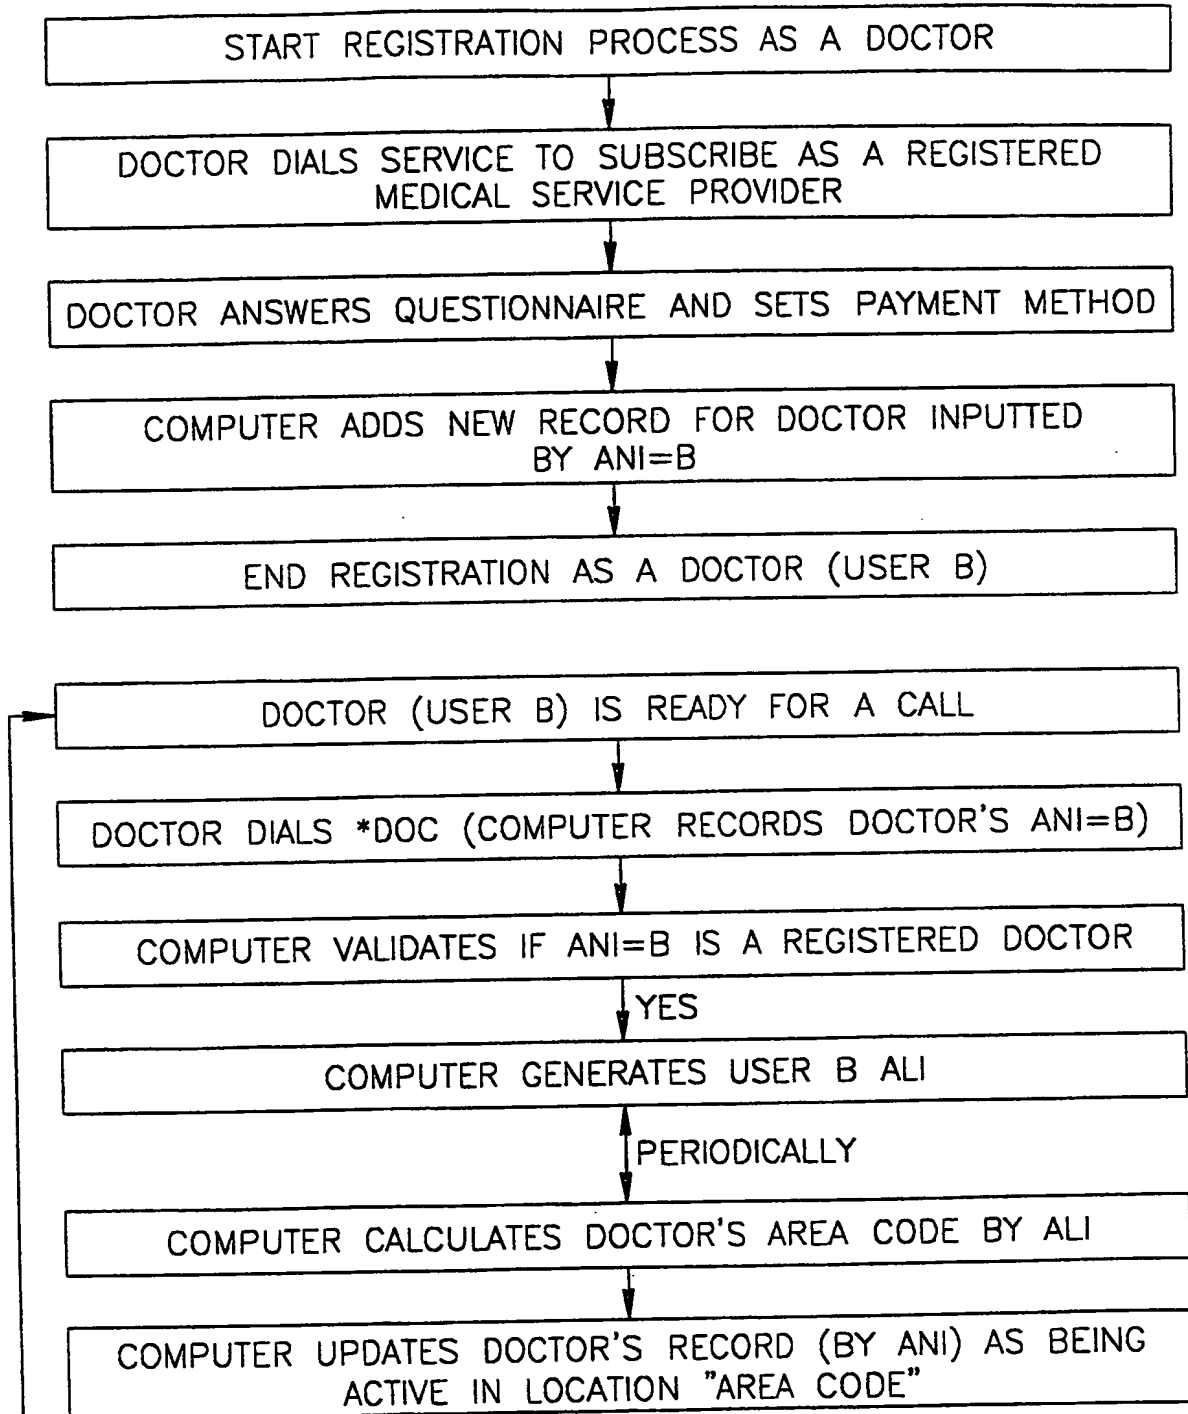 START REGISTRATION PROCESS AS A DOCTOR
DOCTOR DIALS SERVICE TO SUBSCRIBE AS A REGISTERED
MEDICAL SERVICE PROVIDER
DOCTOR ANSWERS QUESTIONNAIRE AND SETS PAYMENT METHOD
COMPUTER ADDS NEW RECORD FOR DOCTOR INPUTTED
BY ANI=B
END REGISTRATION AS A DOCTOR (USER B)
DOCTOR (USER B) IS READY FOR A CALL
DOCTOR DIALS *DOC (COMPUTER RECORDS DOCTOR'S ANI=B)
COMPUTER VALIDATES IF ANI=B IS A REGISTERED DOCTOR
YES
COMPUTER GENERATES USER B ALI
PERIODICALLY
COMPUTER CALCULATES DOCTOR'S AREA CODE BY ALI
COMPUTER UPDATES DOCTOR'S RECORD (BY ANI) AS BEING
ACTIVE IN LOCATION "AREA CODE"